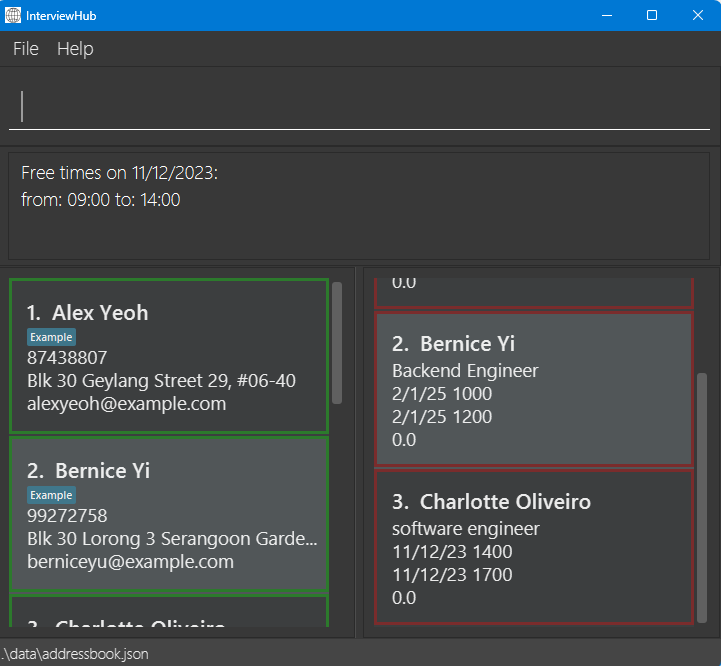 InterviewHub
File Help
Free times on 11/12/2023:
from: 09:00 to: 14:00
1. Alex Yeoh
Example
87438807
Blk 30 Geylang Street 29, #06-40
alexyeoh@example.com
2. Bernice Yi
Example
99272758
Blk 30 Lorong 3 Serangoon Garde...
berniceyu@example.com
3. Charlotte Oliveiro
0.0
2. Bernice Yi
Backend Engineer
2/1/25 1000
2/1/25 1200
0.0
3. Charlotte Oliveiro
software engineer
11/12/23 1400
11/12/23 1700
0.0
.\data\addressbook.json